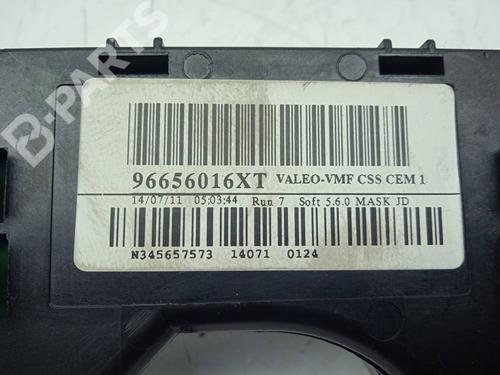 B-PARTS
96656016XT VALEO-VMF CSS CEM 1
14/07/11 05:03:44 Run 7 Soft 5.6.0 MASK JD
N345657573 14071 0124